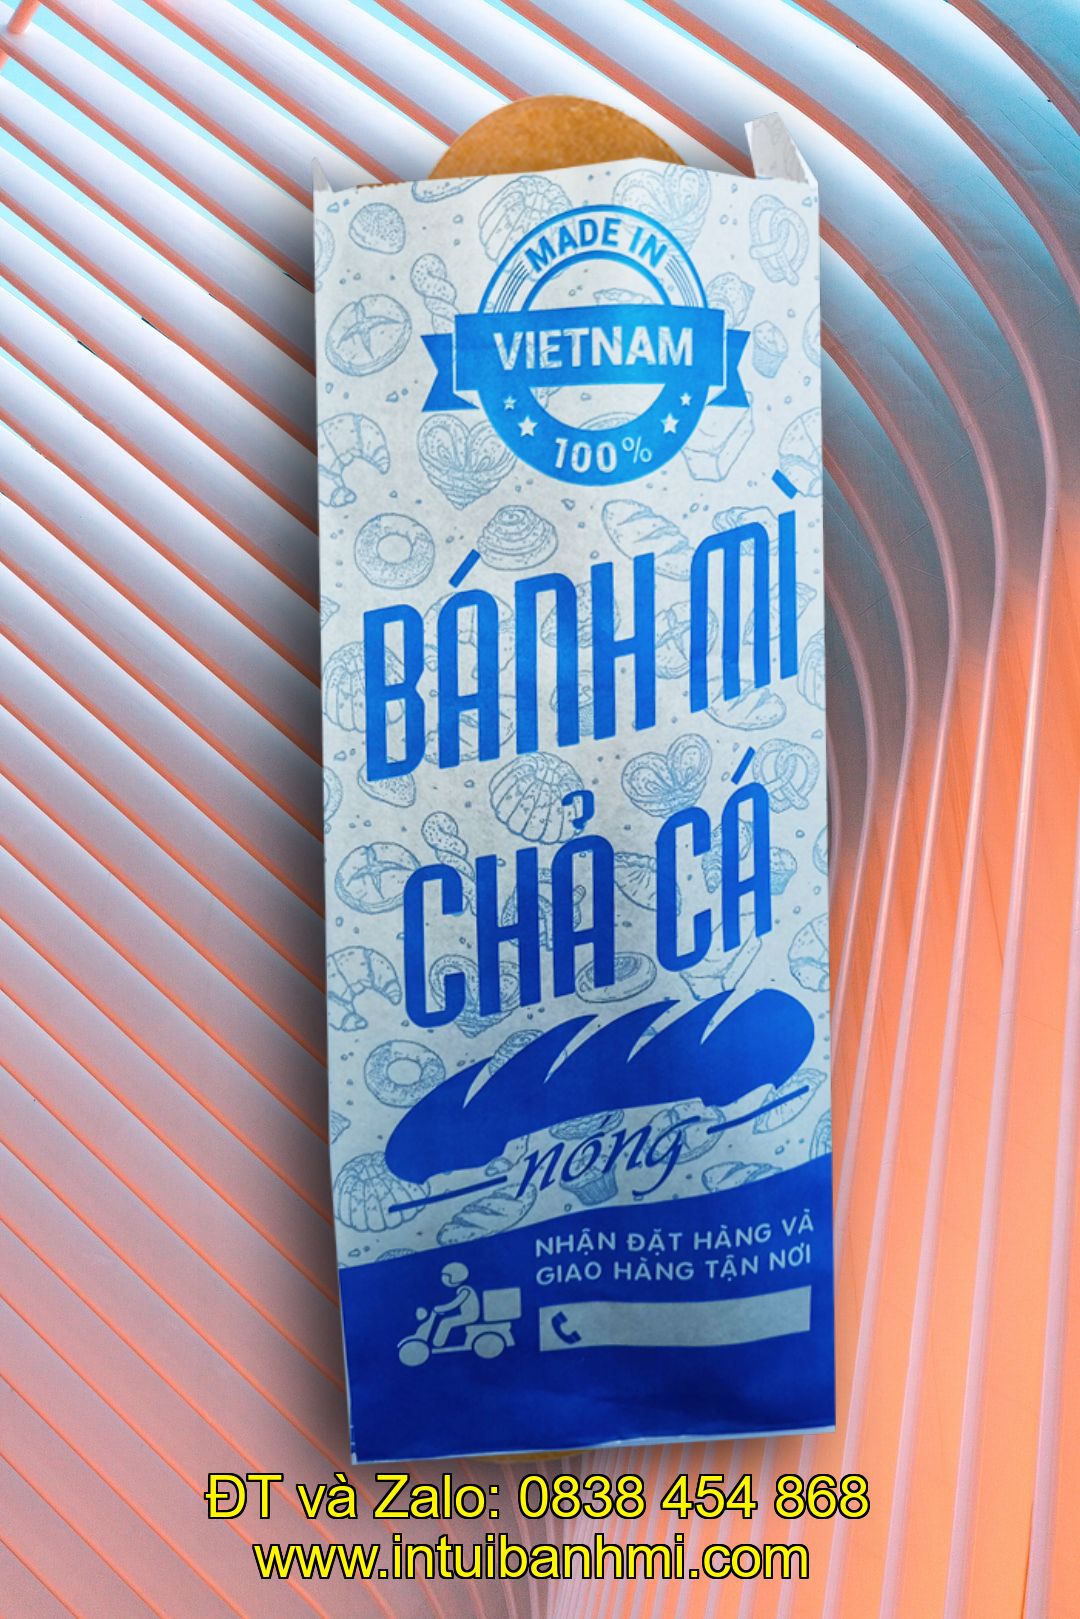 MADE IN
VIETNAM
100%
BÁNH MÌ
CHẢ CÁ
nóng
NHẬN ĐẶT HÀNG VÀ
GIAO HÀNG TẬN NƠI
ĐT và Zalo: 0838 454 868
www.intuibanhmi.com